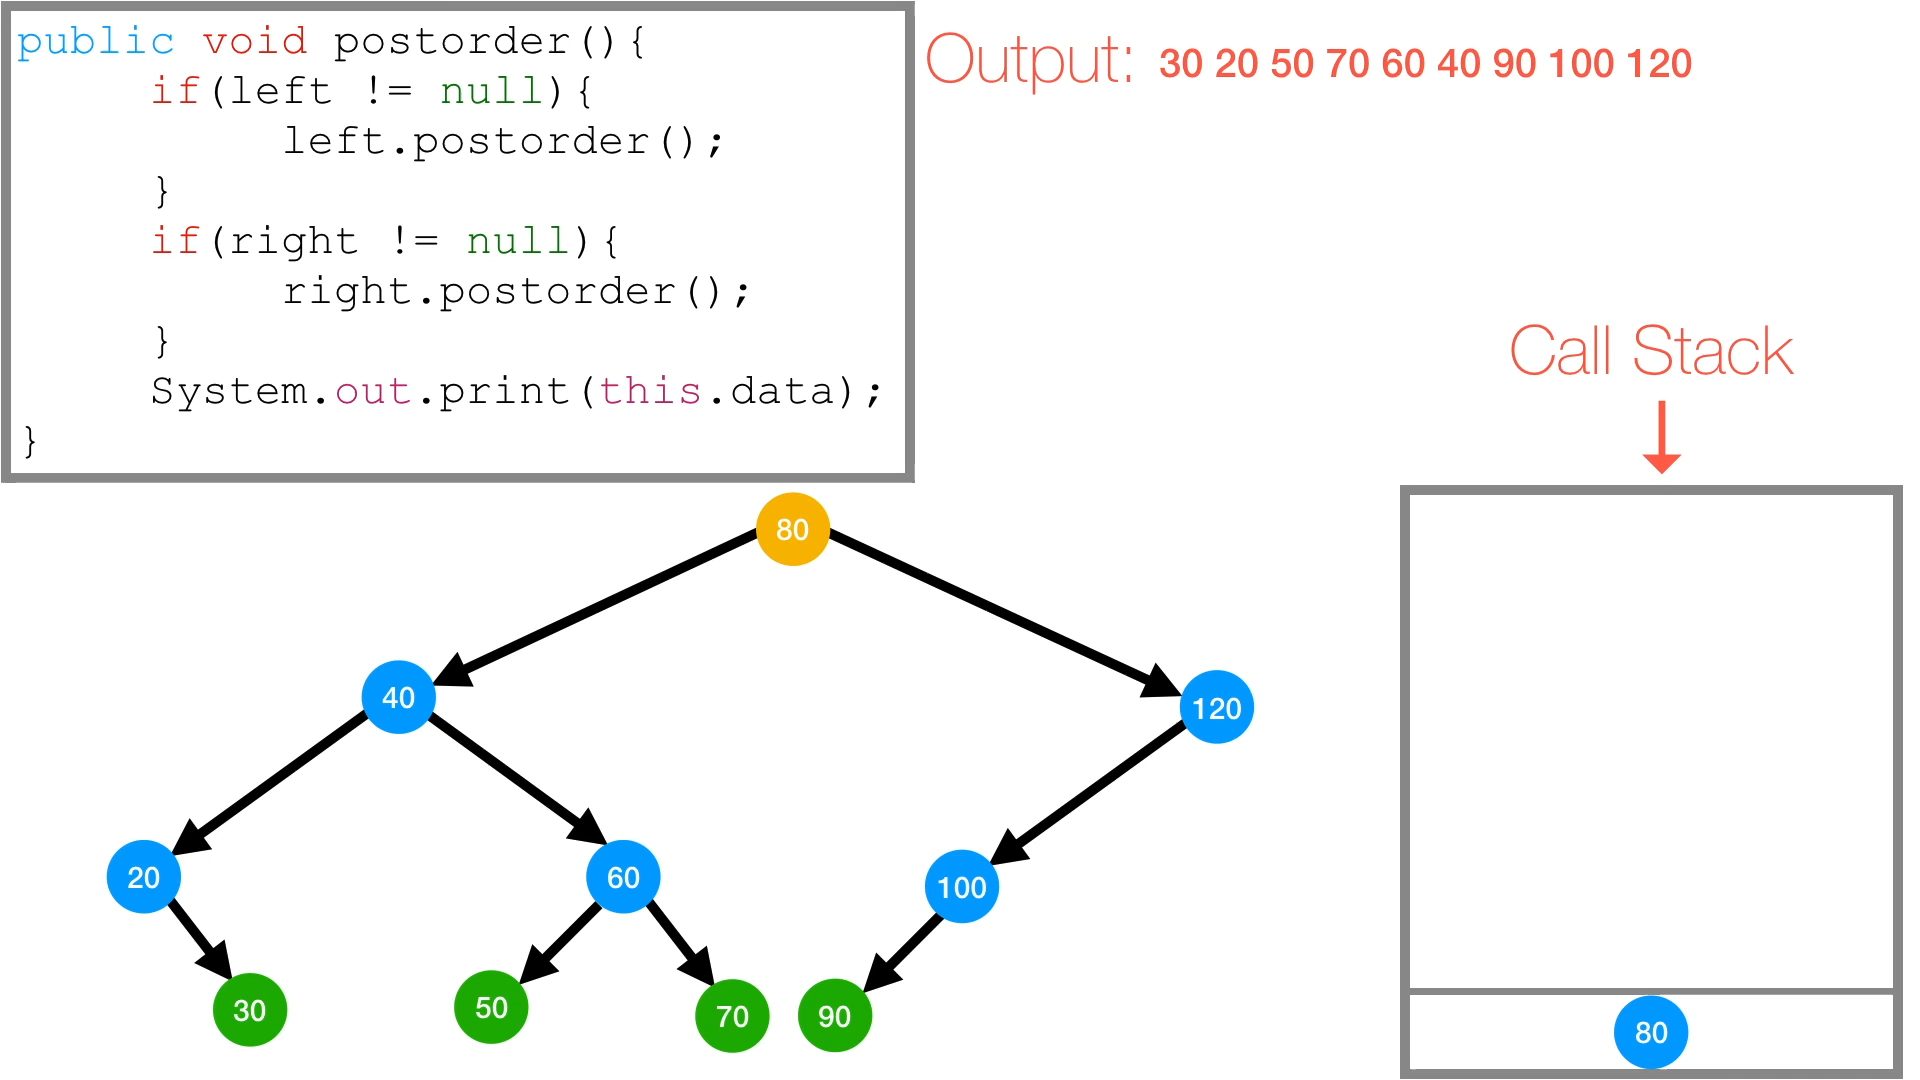 public void postorder(){
if(left != null){
left.postorder();
}
if(right != null){
right.postorder();
}
System.out.print(this.data);
}
Output: 30 20 50 70 60 40 90 100 120
Call Stack
80
40
120
20
60
100
30
50
70
90
80